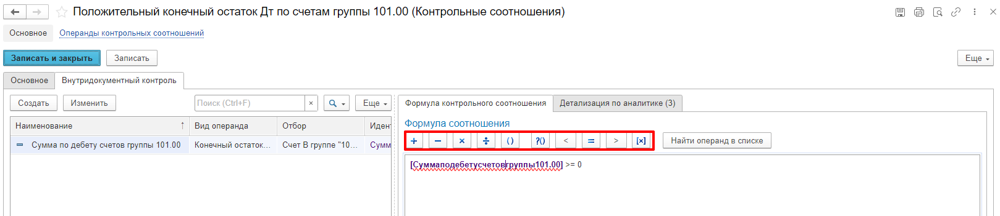 Положительный конечный остаток Дт по счетам группы 101.00 (Контрольные соотношения)
Основное Операнды контрольных соотношений
Записать и закрыть Записать Еще
Основное Внутридокументный контроль
Создать Изменить Поиск (Ctrl+F) × Еще
Формула контрольного соотношения Детализация по аналитике (3)
Наименование ↑ Вид операнда Отбор Идент
Сумма по дебету счетов группы 101.00 Конечный остаток... Счет В группе "10... Сумм
Формула соотношения
+ − × ÷ () ?() < = > [×] Найти операнд в списке
[Суммаподебетусчетовгруппы101.00] >= 0